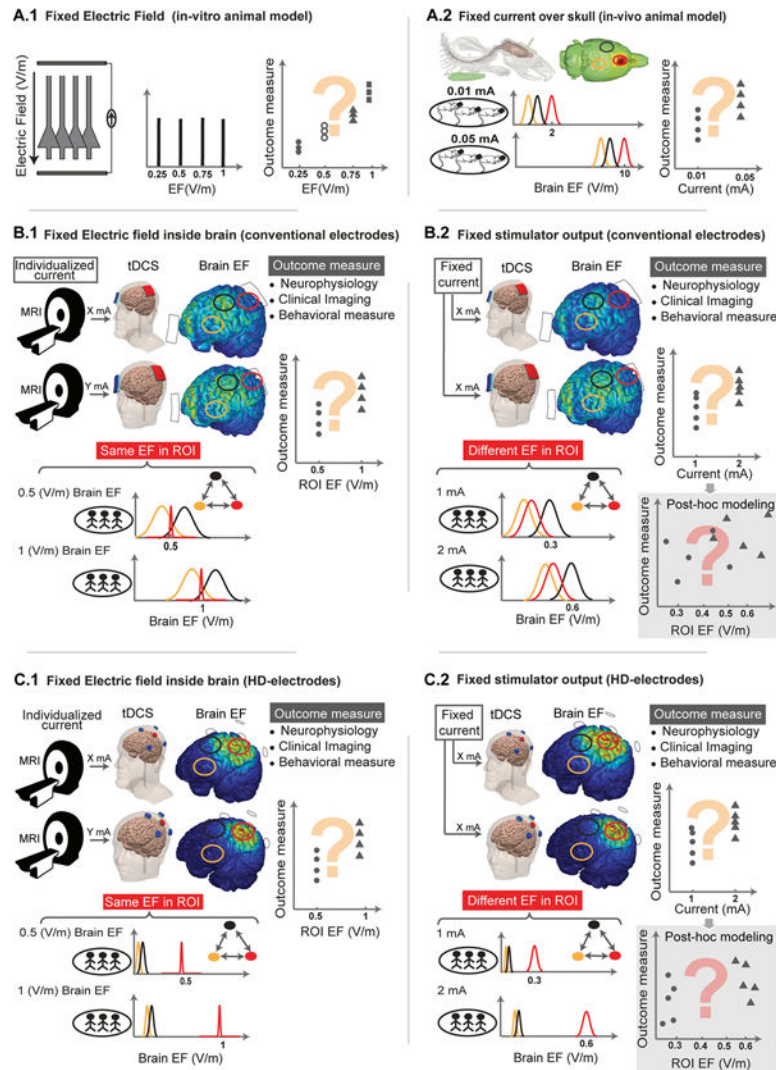 A.1 Fixed Electric Field (in-vitro animal model)
Electric Field (V/m)
0.25 0.5 0.75 1
EF(V/m)
Outcome measure
?
0.25 0.5 0.75 1
EF(V/m)
A.2 Fixed current over skull (in-vivo animal model)
0.01 mA
2
0.05 mA
10
Brain EF (V/m)
Outcome measure
?
0.01 0.05
Current (mA)
B.1 Fixed Electric field inside brain (conventional electrodes)
Individualized
current
tDCS
Brain EF
Outcome measure
• Neurophysiology
• Clinical Imaging
• Behavioral measure
MRI
X mA
MRI
Y mA
Outcome measure
?
0.5 1
ROI EF (V/m)
Same EF in ROI
0.5 (V/m) Brain EF
0.5
1 (V/m) Brain EF
1
Brain EF (V/m)
B.2 Fixed stimulator output (conventional electrodes)
Fixed
current
tDCS
Brain EF
Outcome measure
• Neurophysiology
• Clinical Imaging
• Behavioral measure
X mA
X mA
Outcome measure
?
1 2
Current (mA)
Different EF in ROI
1 mA
0.3
2 mA
0.6
Brain EF (V/m)
Post-hoc modeling
Outcome measure
?
0.3 0.4 0.5 0.6
ROI EF (V/m)
C.1 Fixed Electric field inside brain (HD-electrodes)
Individualized
current
tDCS
Brain EF
Outcome measure
• Neurophysiology
• Clinical Imaging
• Behavioral measure
MRI
X mA
MRI
Y mA
Outcome measure
?
0.5 1
ROI EF (V/m)
Same EF in ROI
0.5 (V/m) Brain EF
0.5
1 (V/m) Brain EF
1
Brain EF (V/m)
C.2 Fixed stimulator output (HD-electrodes)
Fixed
current
tDCS
Brain EF
Outcome measure
• Neurophysiology
• Clinical Imaging
• Behavioral measure
X mA
X mA
Outcome measure
?
1 2
Current (mA)
Different EF in ROI
1 mA
0.3
2 mA
0.6
Brain EF (V/m)
Post-hoc modeling
Outcome measure
?
0.3 0.4 0.5 0.6
ROI EF (V/m)